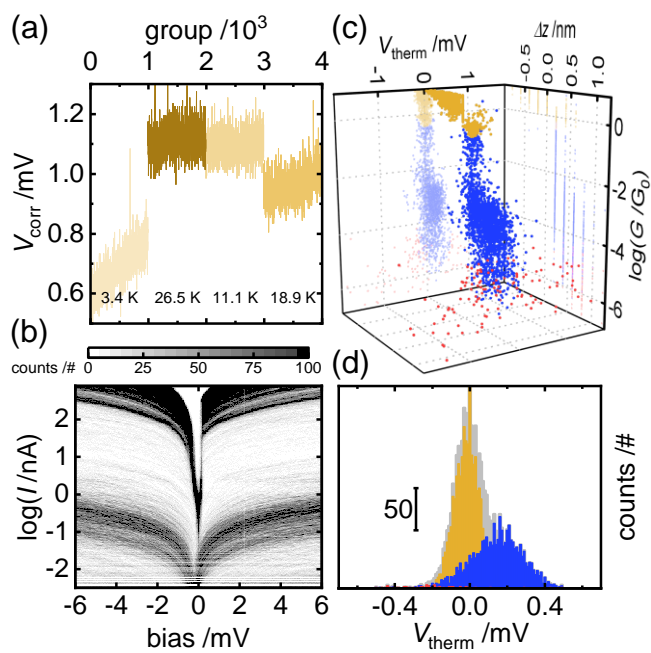 (a)
group /10³
0 1 2 3 4
V_corr /mV
1.2
1.0
0.8
0.6
3.4 K 26.5 K 11.1 K 18.9 K
(b)
counts /#
0 25 50 75 100
log(I/nA)
2
1
0
-1
-2
-6 -4 -2 0 2 4 6
bias /mV
(c)
V_therm /mV
-1 0 1
Δz /nm
-0.5 0.0 0.5 1.0
log(G /G₀)
0
-2
-4
-6
(d)
50
counts /#
-0.4 0.0 0.4
V_therm /mV